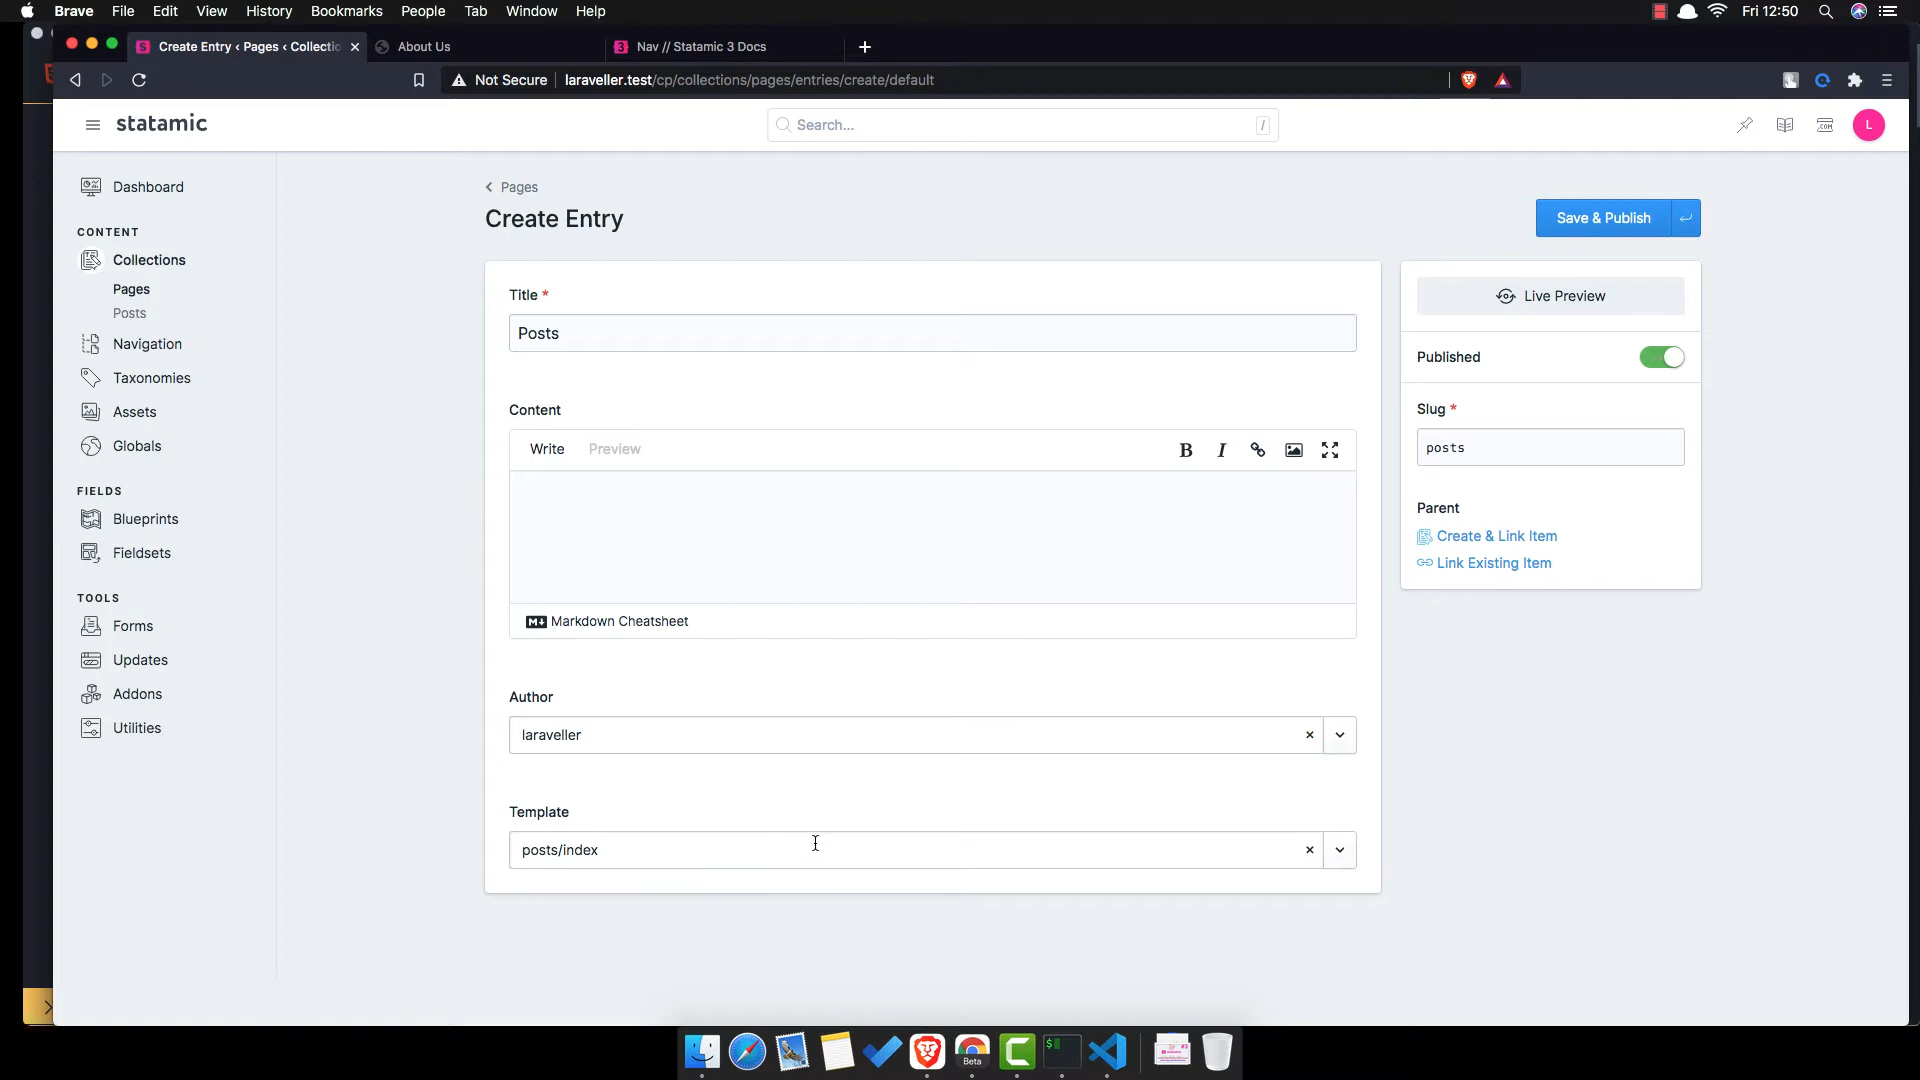 Brave File Edit View History Bookmarks People Tab Window Help
Fri 12:50
Create Entry ‹ Pages ‹ Collectio
About Us
Nav // Statamic 3 Docs
Not Secure laraveller.test/cp/collections/pages/entries/create/default
statamic
Search...
/
.COM
L
Dashboard
CONTENT
Collections
Pages
Posts
Navigation
Taxonomies
Assets
Globals
FIELDS
Blueprints
Fieldsets
TOOLS
Forms
Updates
Addons
Utilities
Pages
Create Entry
Save & Publish
Title *
Posts
Content
Write Preview
B I
Markdown Cheatsheet
Author
laraveller
Template
posts/index
Live Preview
Published
Slug *
posts
Parent
Create & Link Item
Link Existing Item
Beta